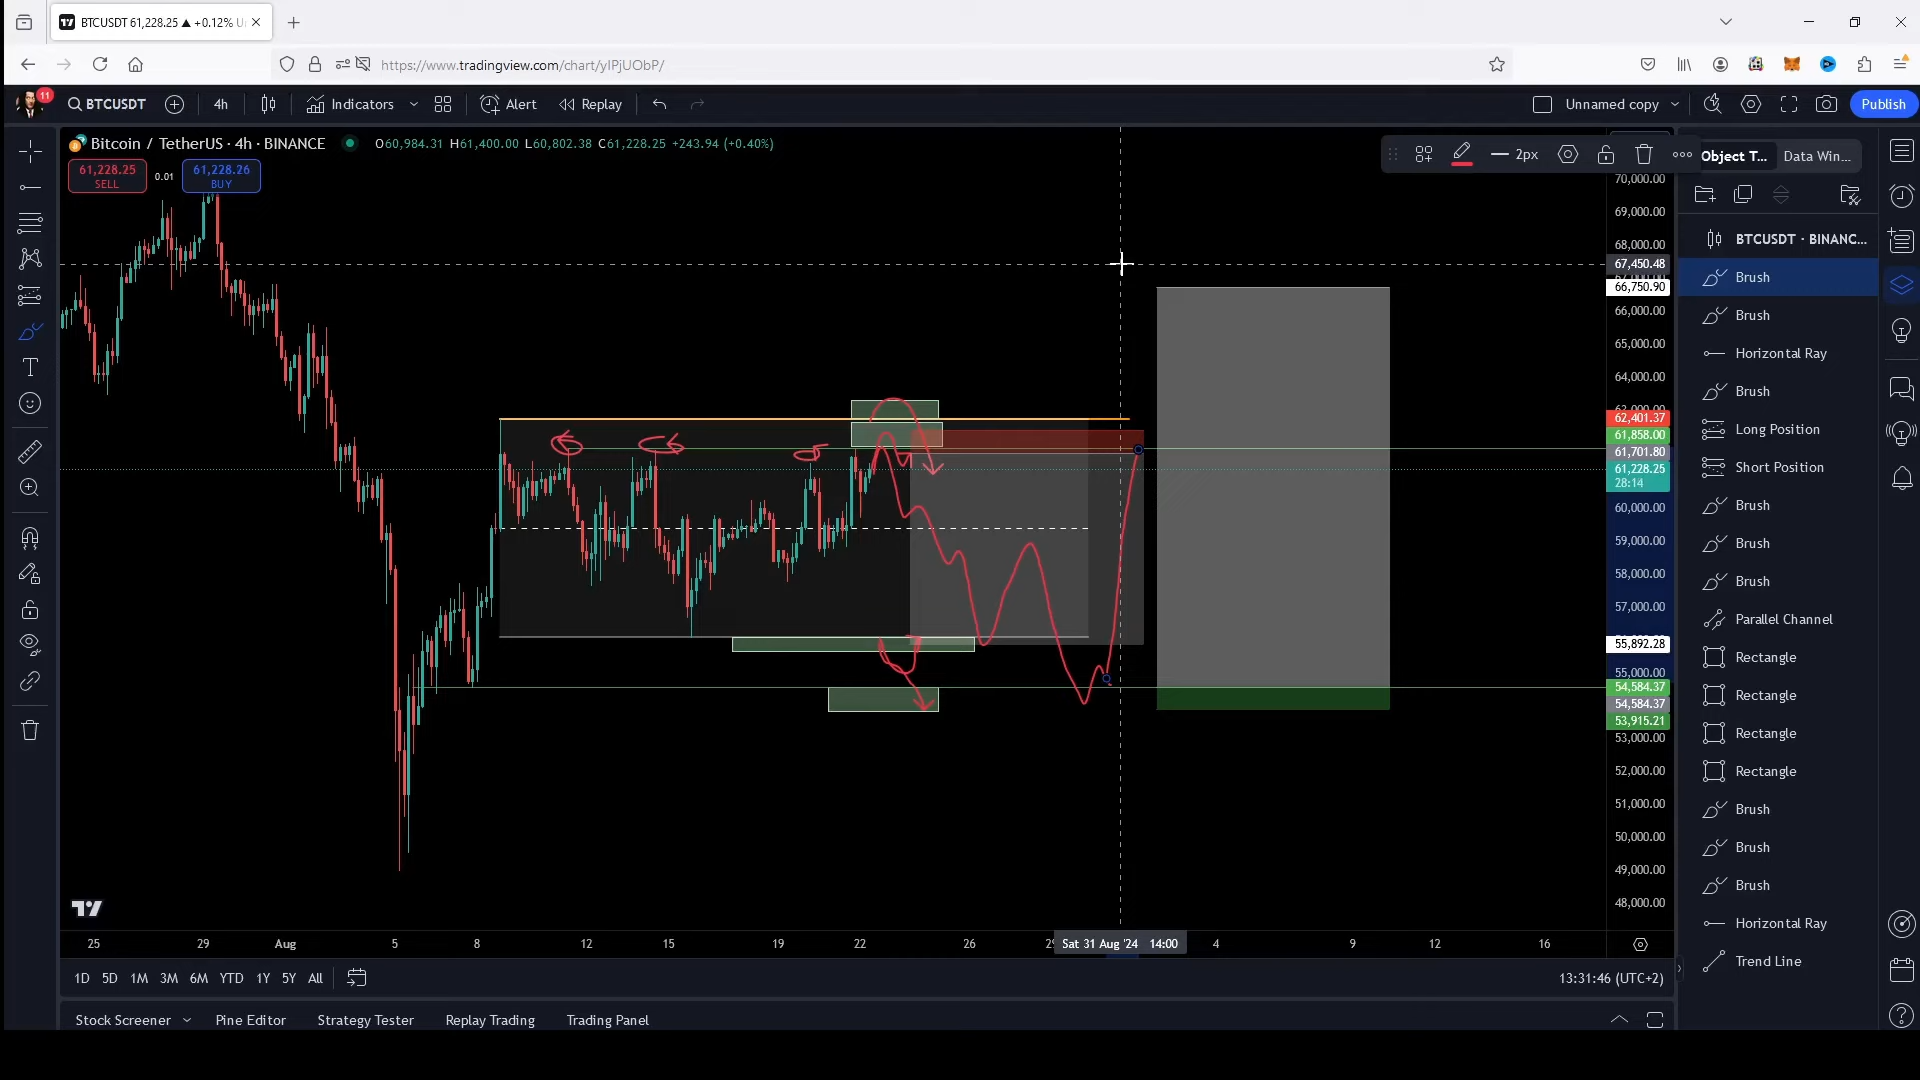 BTCUSDT 61,228.25 ▲ +0.12% U
https://www.tradingview.com/chart/yIPjUObP/
11
BTCUSDT
4h
Indicators
Alert
Replay
Unnamed copy
Publish
Bitcoin / TetherUS · 4h · BINANCE
O60,984.31 H61,400.00 L60,802.38 C61,228.25 +243.94 (+0.40%)
61,228.25
SELL
0.01
61,228.26
BUY
2px
Object T...
Data Win...
70,000.00
69,000.00
68,000.00
67,450.48
66,750.90
66,000.00
65,000.00
64,000.00
62,401.37
61,858.00
61,701.80
61,228.25
28:14
60,000.00
59,000.00
58,000.00
57,000.00
55,892.28
55,000.00
54,584.37
54,584.37
53,915.21
53,000.00
52,000.00
51,000.00
50,000.00
49,000.00
48,000.00
BTCUSDT · BINANC...
Brush
Brush
Horizontal Ray
Brush
Long Position
Short Position
Brush
Brush
Brush
Parallel Channel
Rectangle
Rectangle
Rectangle
Rectangle
Brush
Brush
Brush
Horizontal Ray
Trend Line
25
29
Aug
5
8
12
15
19
22
26
Sat 31 Aug '24 14:00
4
9
12
16
1D 5D 1M 3M 6M YTD 1Y 5Y All
13:31:46 (UTC+2)
Stock Screener
Pine Editor
Strategy Tester
Replay Trading
Trading Panel